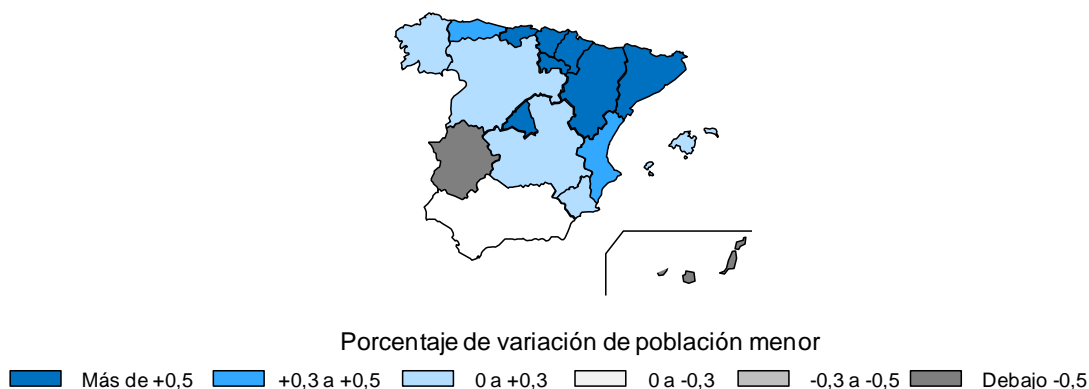 Porcentaje de variación de población menor
Más de +0,5 +0,3 a +0,5 0 a +0,3 0 a -0,3 -0,3 a -0,5 Debajo -0,5